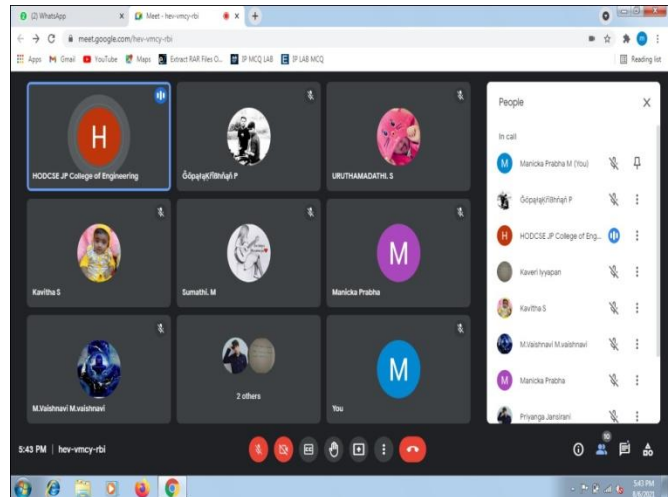 (2) WhatsApp
Meet - hev-vmcy-rbi
meet.google.com/hev-vmcy-rbi
Apps
Gmail
YouTube
Maps
Extract RAR Files O...
IP MCQ LAB
IP LAB MCQ
Reading list
H
HODCSE JP College of Engineering
URUTHAMADATHI. S
Kavitha S
Sumathi. M
M
Manicka Prabha
M.Vaishnavi M.vaishnavi
2 others
M
You
People
In call
M
Manicka Prabha M (You)
H
HODCSE JP College of Eng...
Kaveri Iyyapan
Kavitha S
M.Vaishnavi M.vaishnavi
M
Manicka Prabha
Priyanga Jansirani
5:43 PM | hev-vmcy-rbi
10
5:43 PM